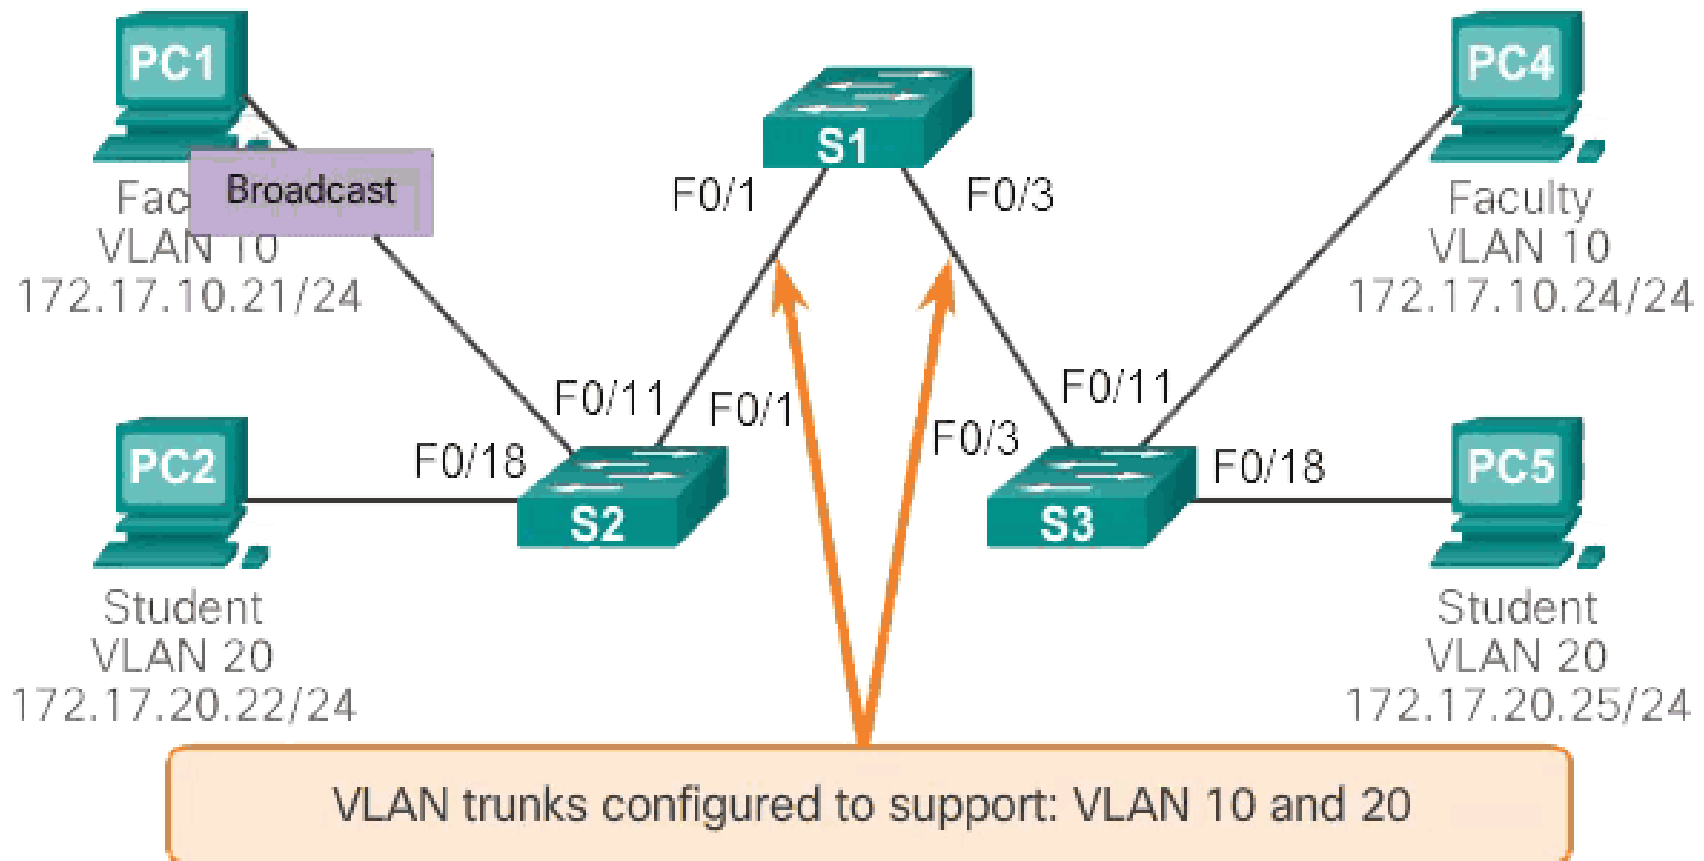 PC1
Fac
VLAN 10
172.17.10.21/24
Broadcast
S1
F0/1
F0/3
PC4
Faculty
VLAN 10
172.17.10.24/24
F0/11
F0/1
F0/18
S2
PC2
Student
VLAN 20
172.17.20.22/24
F0/11
F0/3
F0/18
S3
PC5
Student
VLAN 20
172.17.20.25/24
VLAN trunks configured to support: VLAN 10 and 20